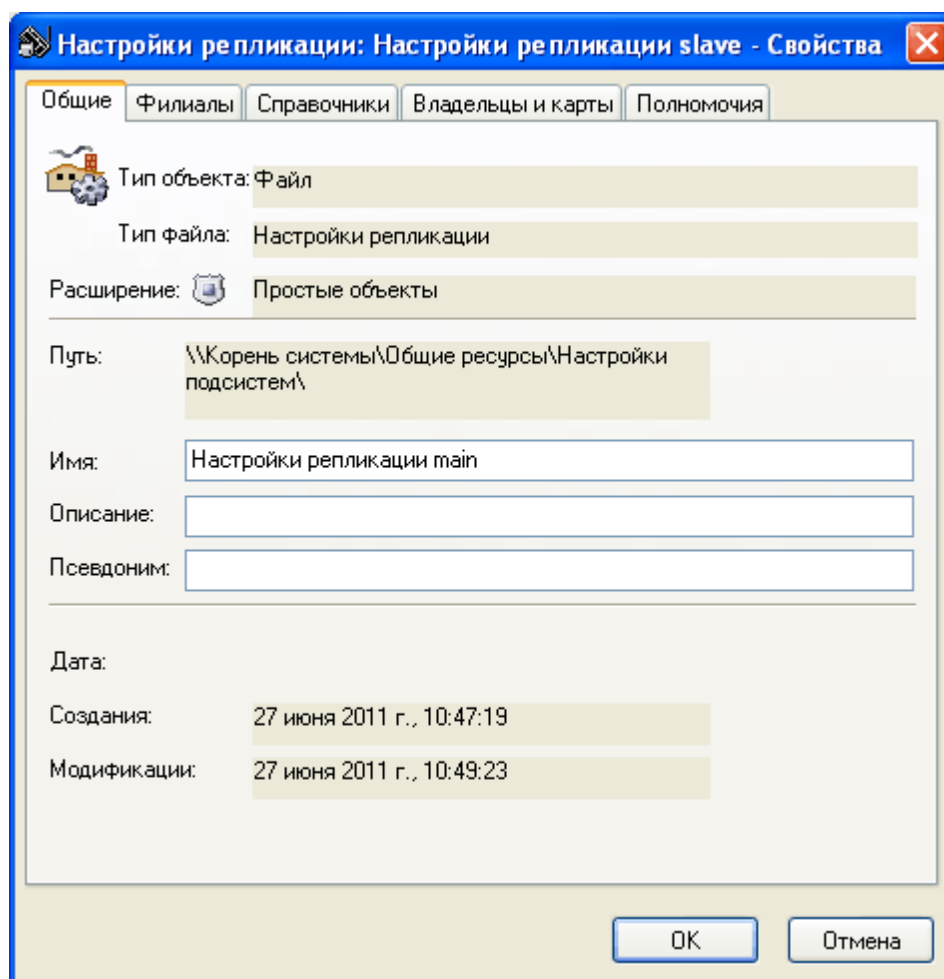 Настройки репликации: Настройки репликации slave - Свойства
Общие Филиалы Справочники Владельцы и карты Полномочия
Тип объекта: Файл
Тип файла: Настройки репликации
Расширение: Простые объекты
Путь: \\Корень системы\Общие ресурсы\Настройки
подсистем\
Имя: Настройки репликации main
Описание:
Псевдоним:
Дата:
Создания: 27 июня 2011 г., 10:47:19
Модификации: 27 июня 2011 г., 10:49:23
OK Отмена